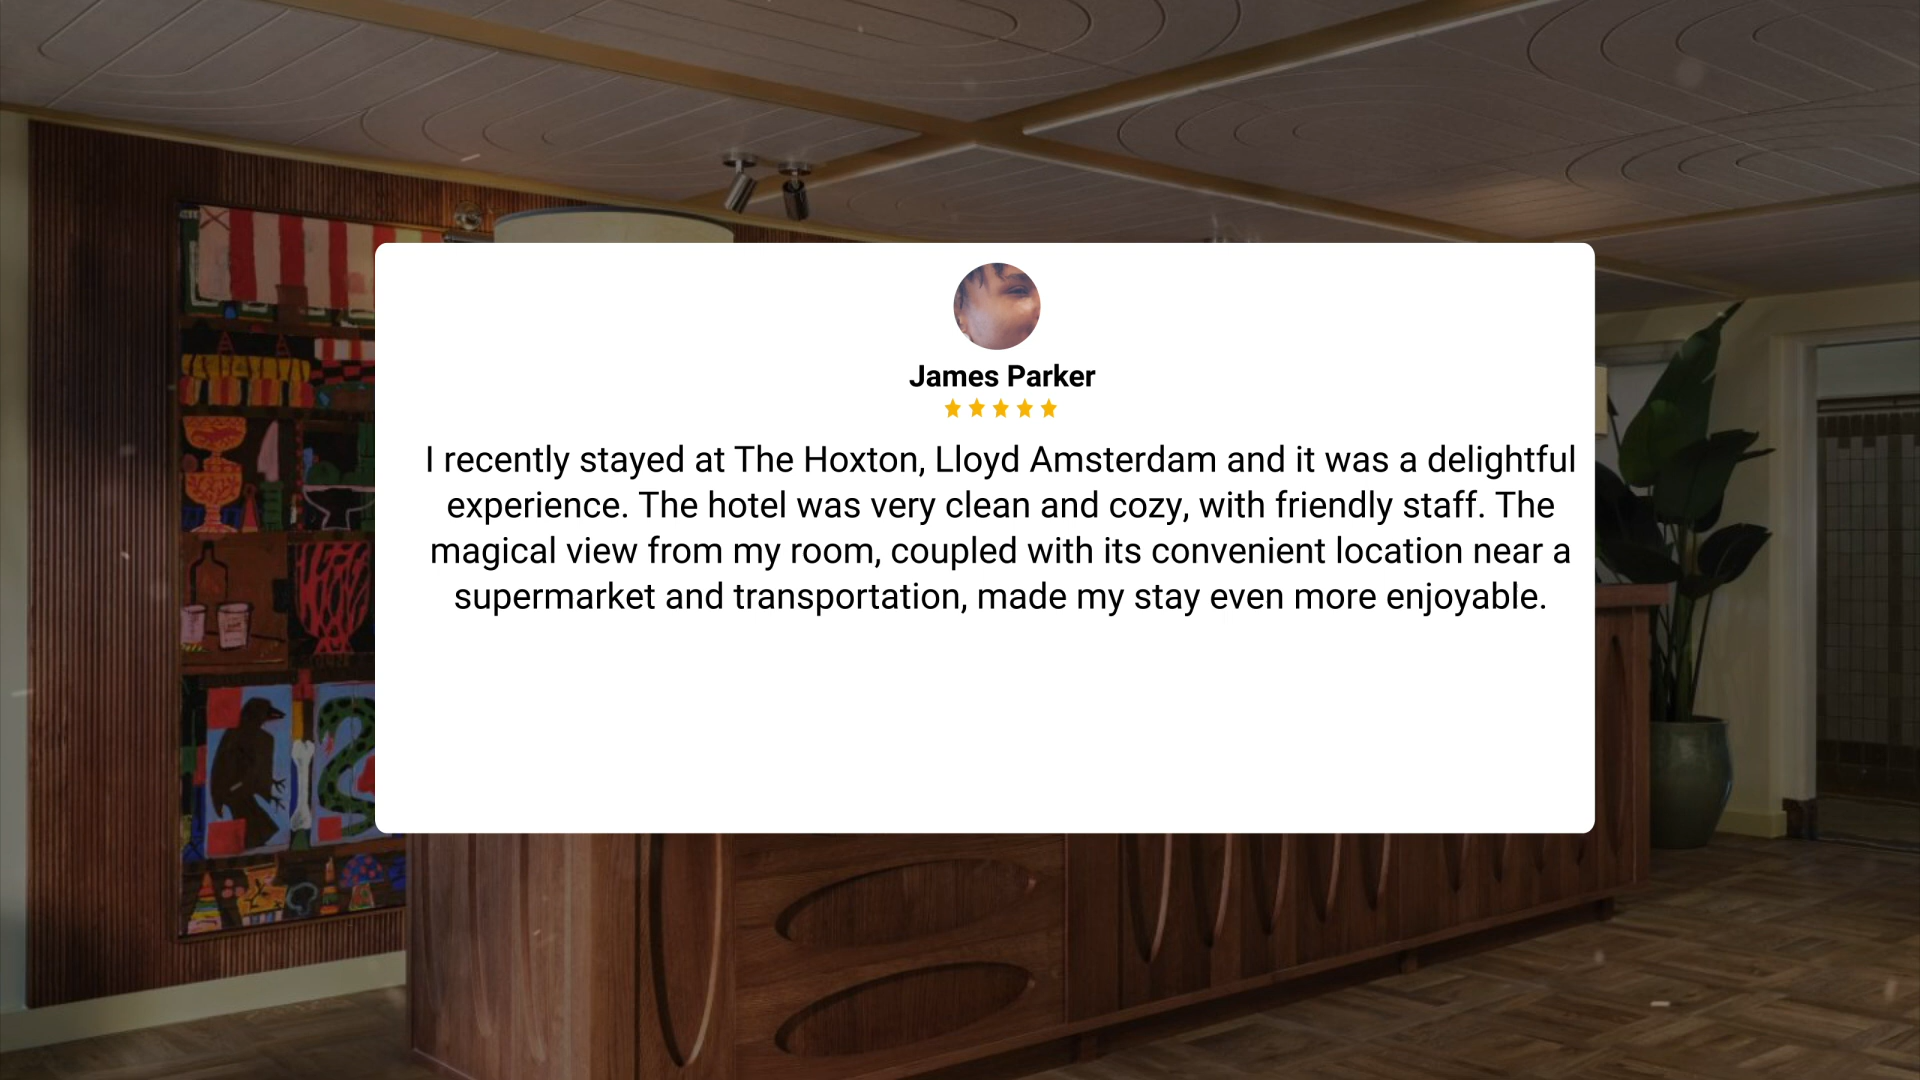 James Parker
I recently stayed at The Hoxton, Lloyd Amsterdam and it was a delightful
experience. The hotel was very clean and cozy, with friendly staff. The
magical view from my room, coupled with its convenient location near a
supermarket and transportation, made my stay even more enjoyable.